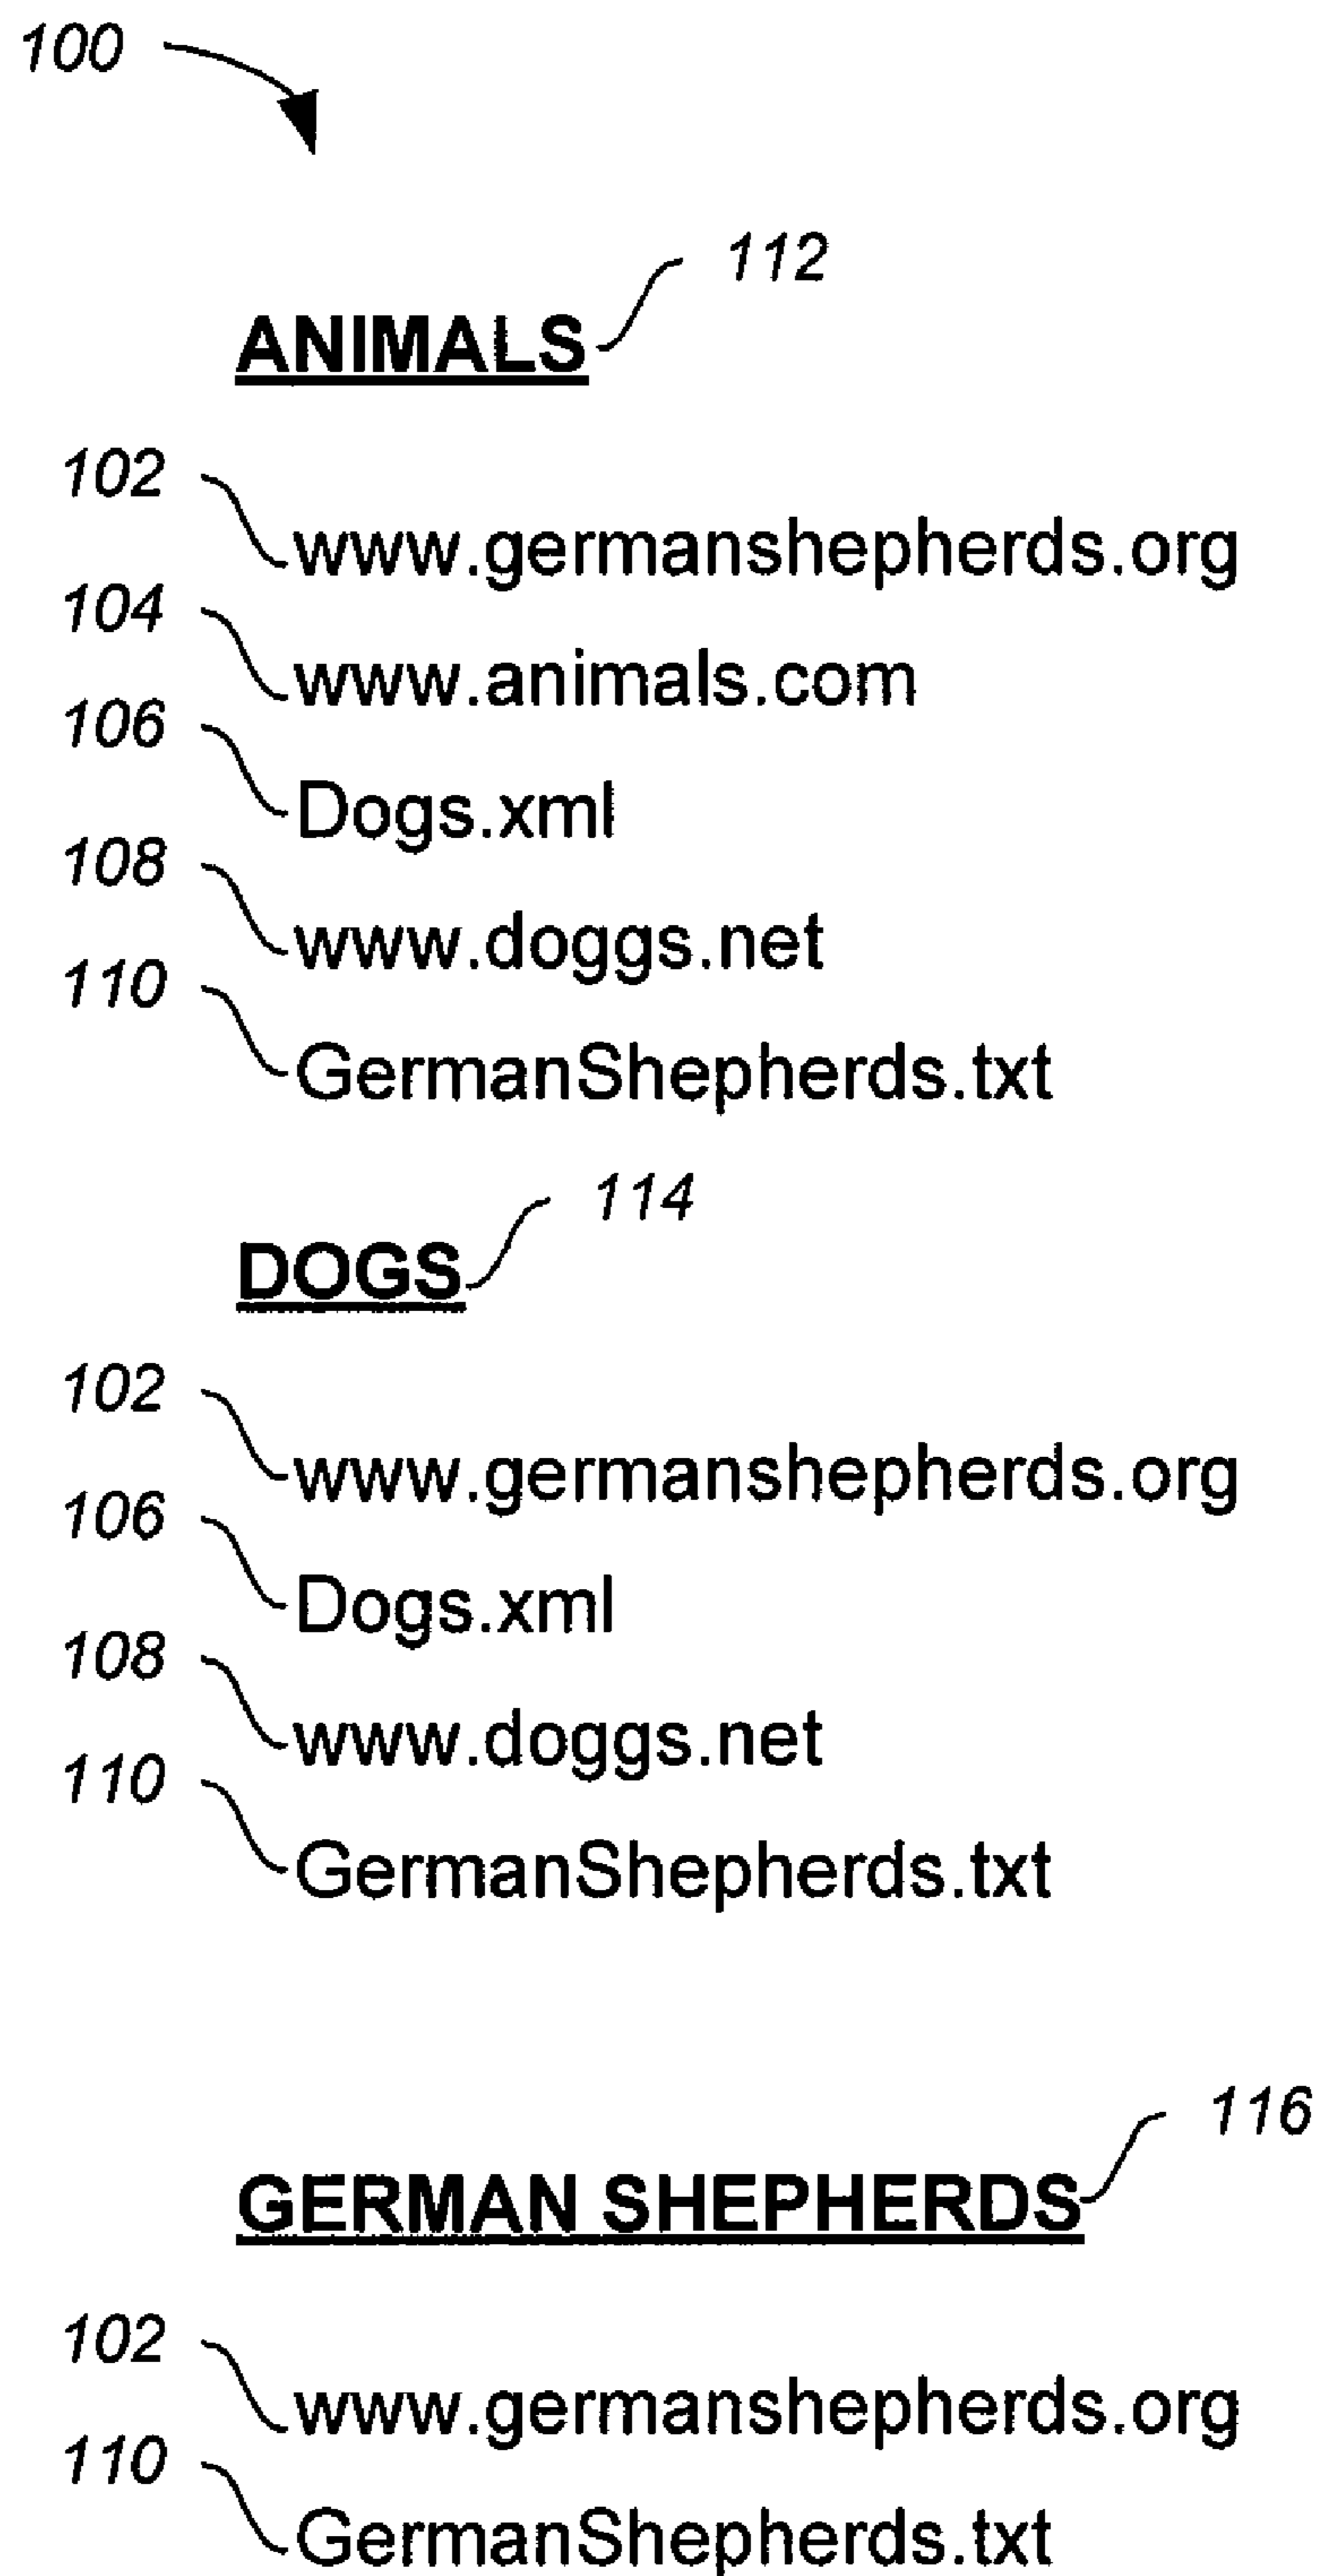 100
112
ANIMALS
102
www.germanshepherds.org
104
www.animals.com
106
Dogs.xml
108
www.doggs.net
110
GermanShepherds.txt
114
DOGS
102
www.germanshepherds.org
106
Dogs.xml
108
www.doggs.net
110
GermanShepherds.txt
116
GERMAN SHEPHERDS
102
www.germanshepherds.org
110
GermanShepherds.txt